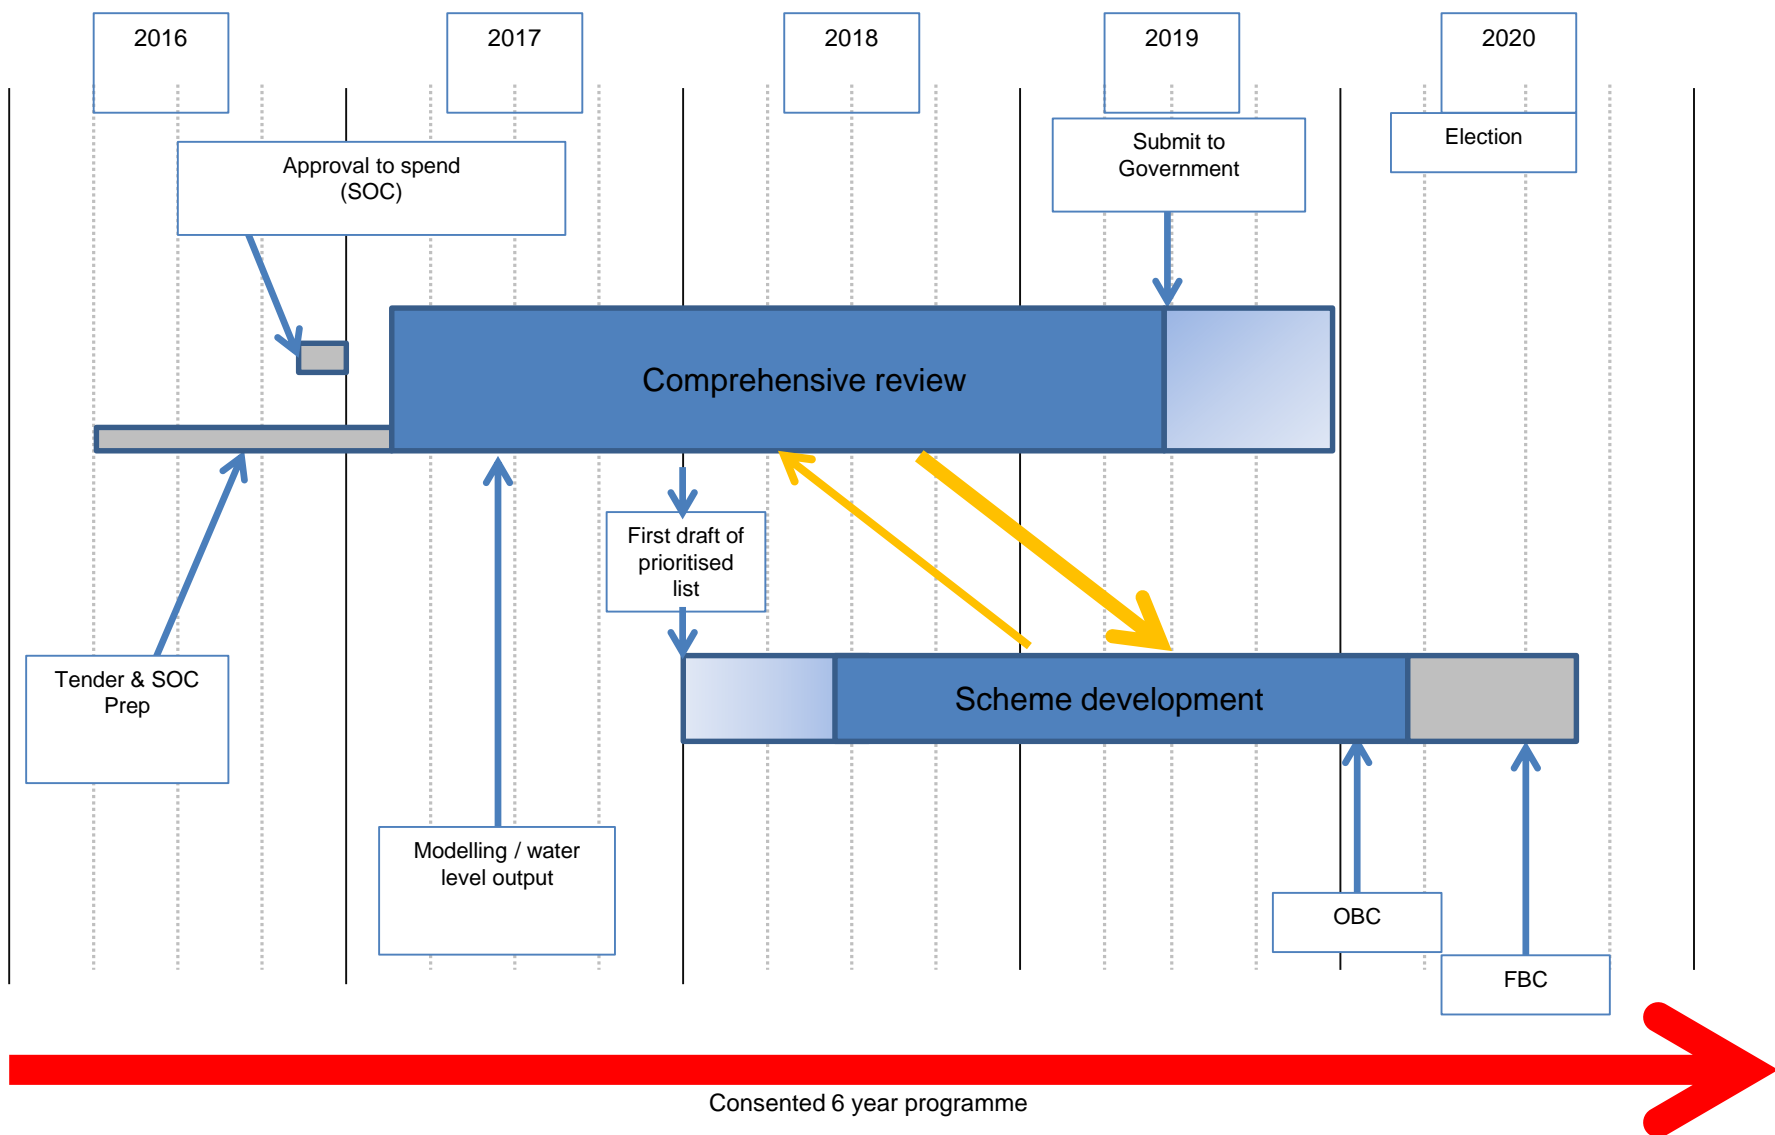 2016
2017
2018
2019
2020
Approval to spend
(SOC)
Submit to
Government
Election
Comprehensive review
First draft of
prioritised
list
Tender & SOC
Prep
Scheme development
Modelling / water
level output
OBC
FBC
Consented 6 year programme